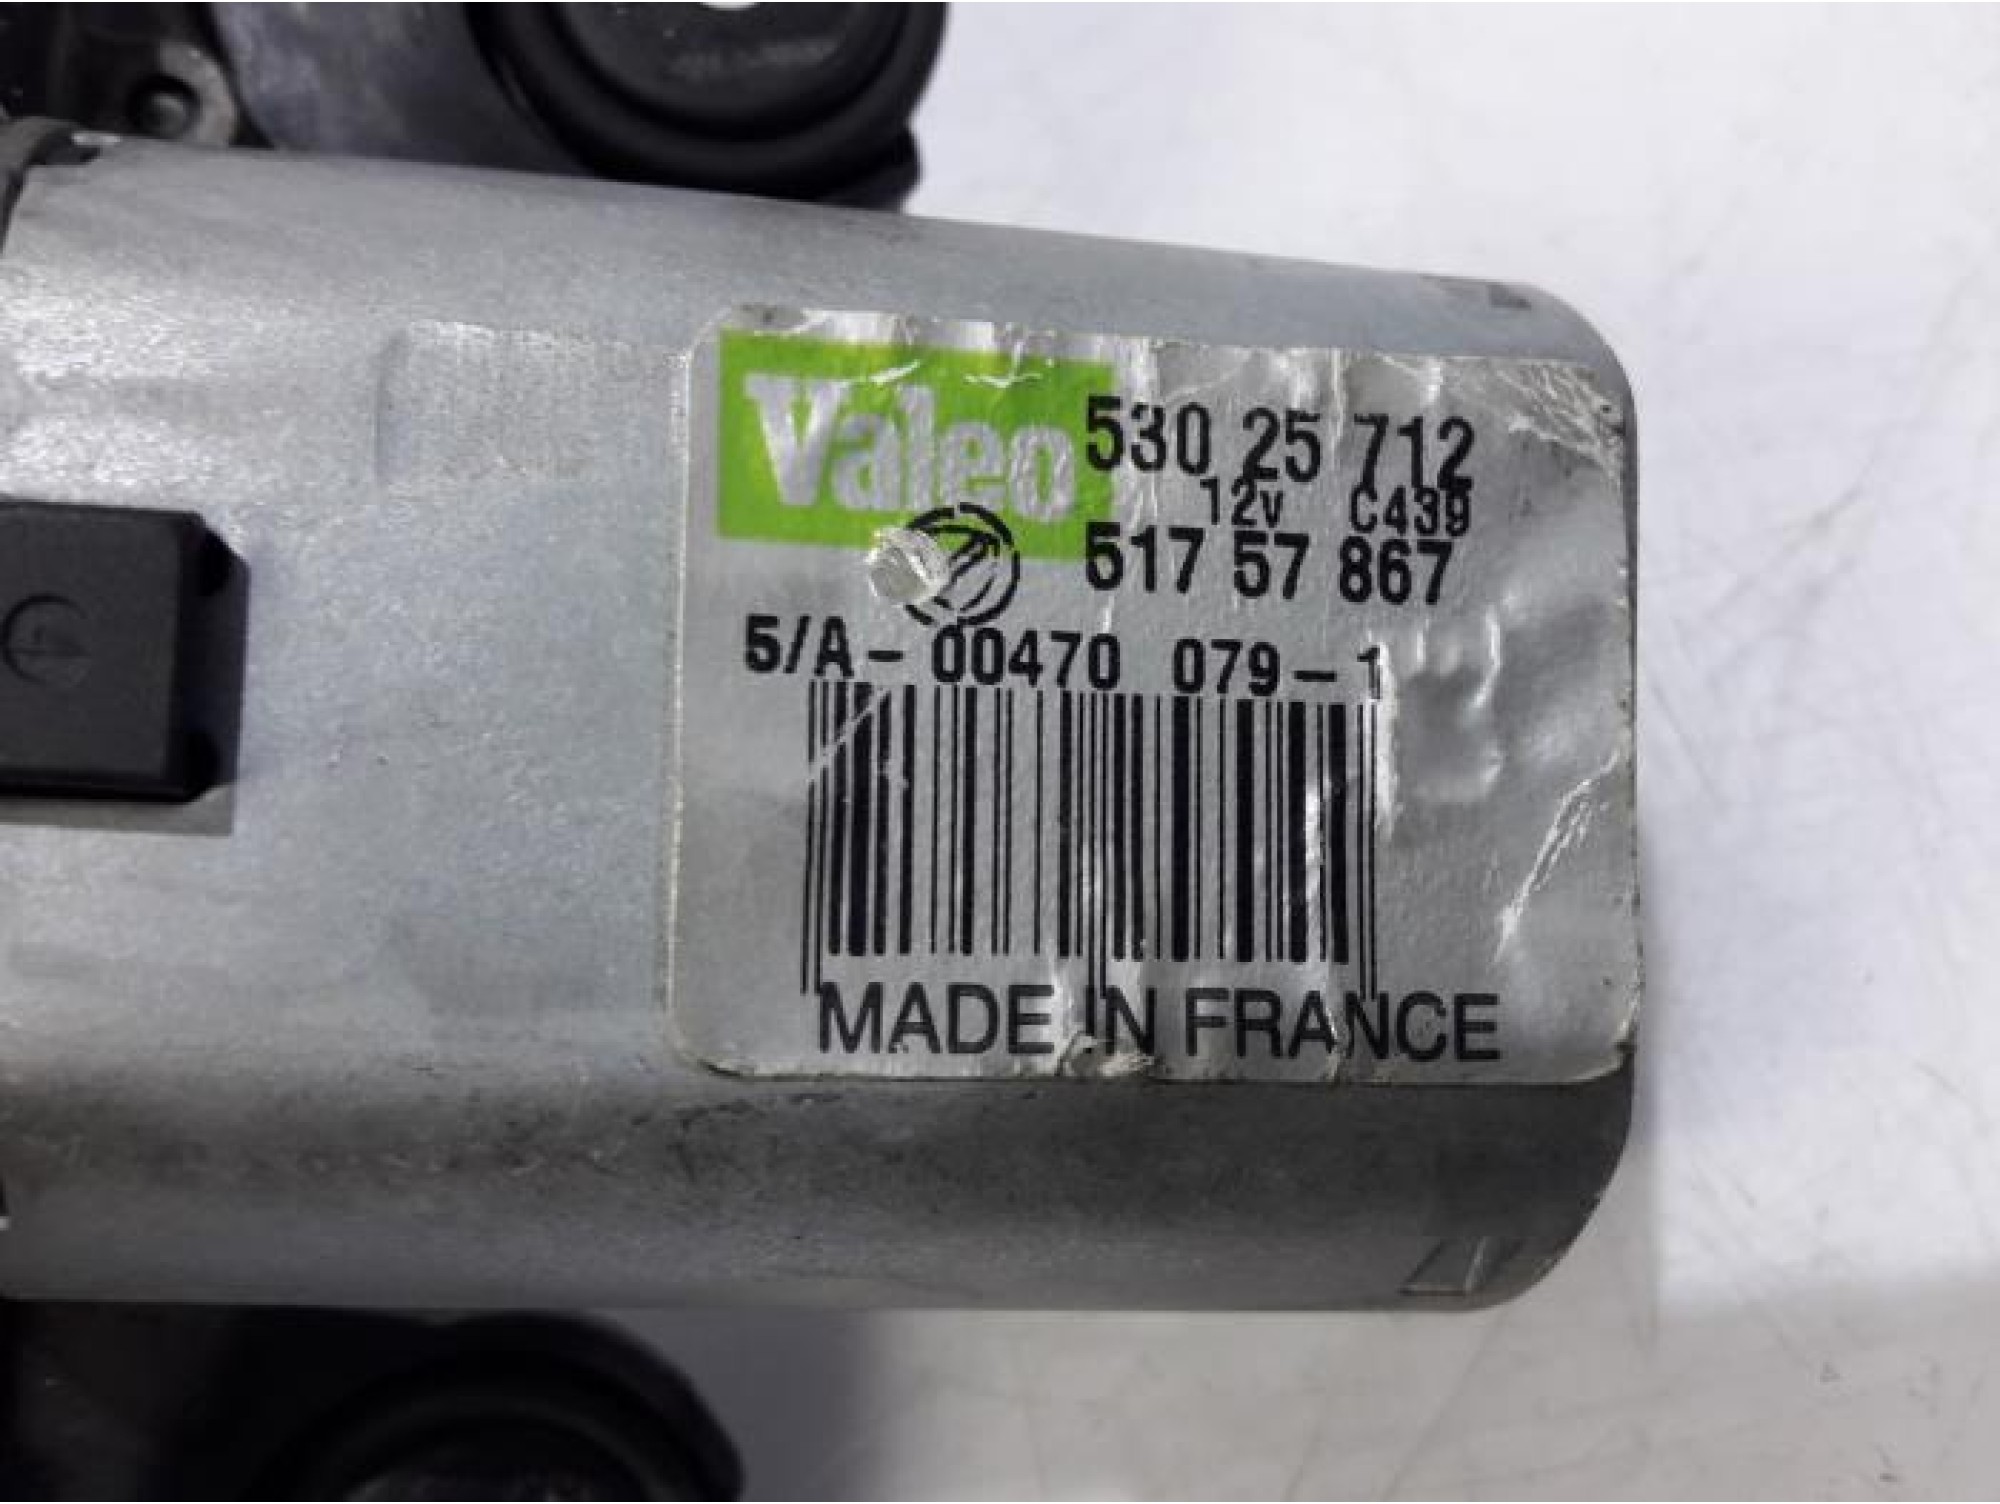 Valeo 530 25 712
12v C439
517 57 867
5/A-00470 079-1
MADE IN FRANCE